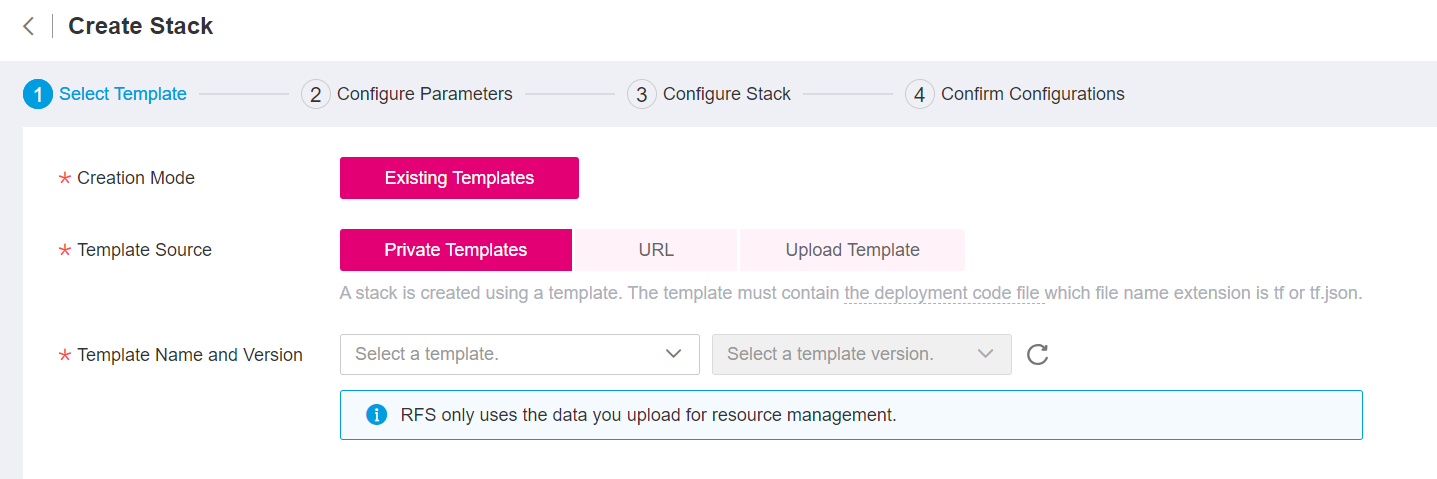 Create Stack
1 Select Template 2 Configure Parameters 3 Configure Stack 4 Confirm Configurations
* Creation Mode Existing Templates
* Template Source Private Templates URL Upload Template
A stack is created using a template. The template must contain the deployment code file which file name extension is tf or tf.json.
* Template Name and Version Select a template. Select a template version.
RFS only uses the data you upload for resource management.